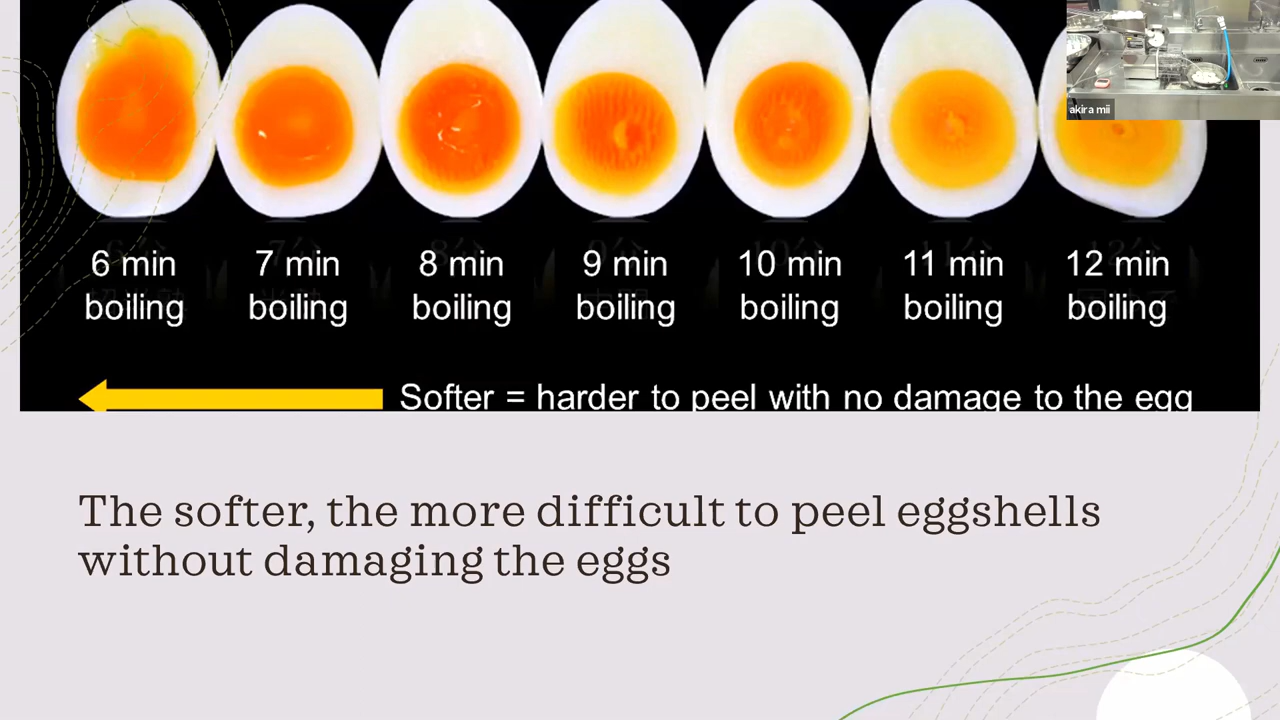 akira mii
6 min 7 min 8 min 9 min 10 min 11 min 12 min
boiling boiling boiling boiling boiling boiling boiling
Softer = harder to peel with no damage to the egg
The softer, the more difficult to peel eggshells
without damaging the eggs